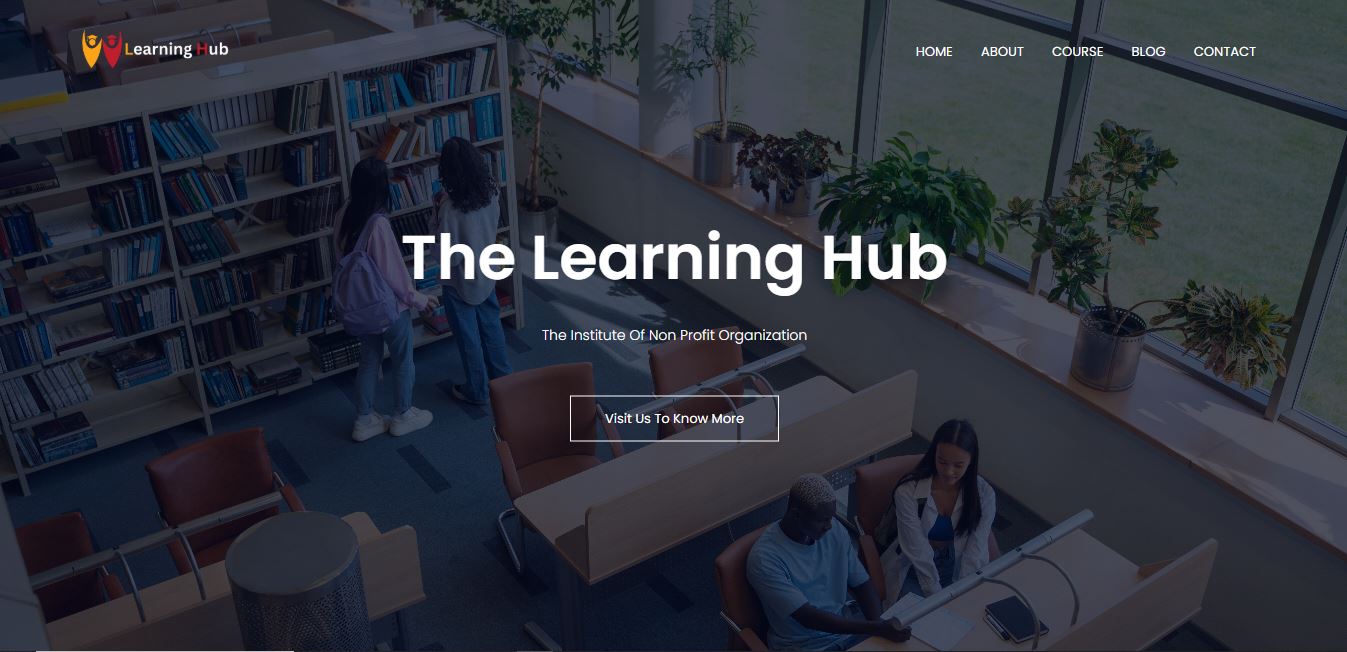 Learning Hub
HOME ABOUT COURSE BLOG CONTACT
The Learning Hub
The Institute Of Non Profit Organization
Visit Us To Know More